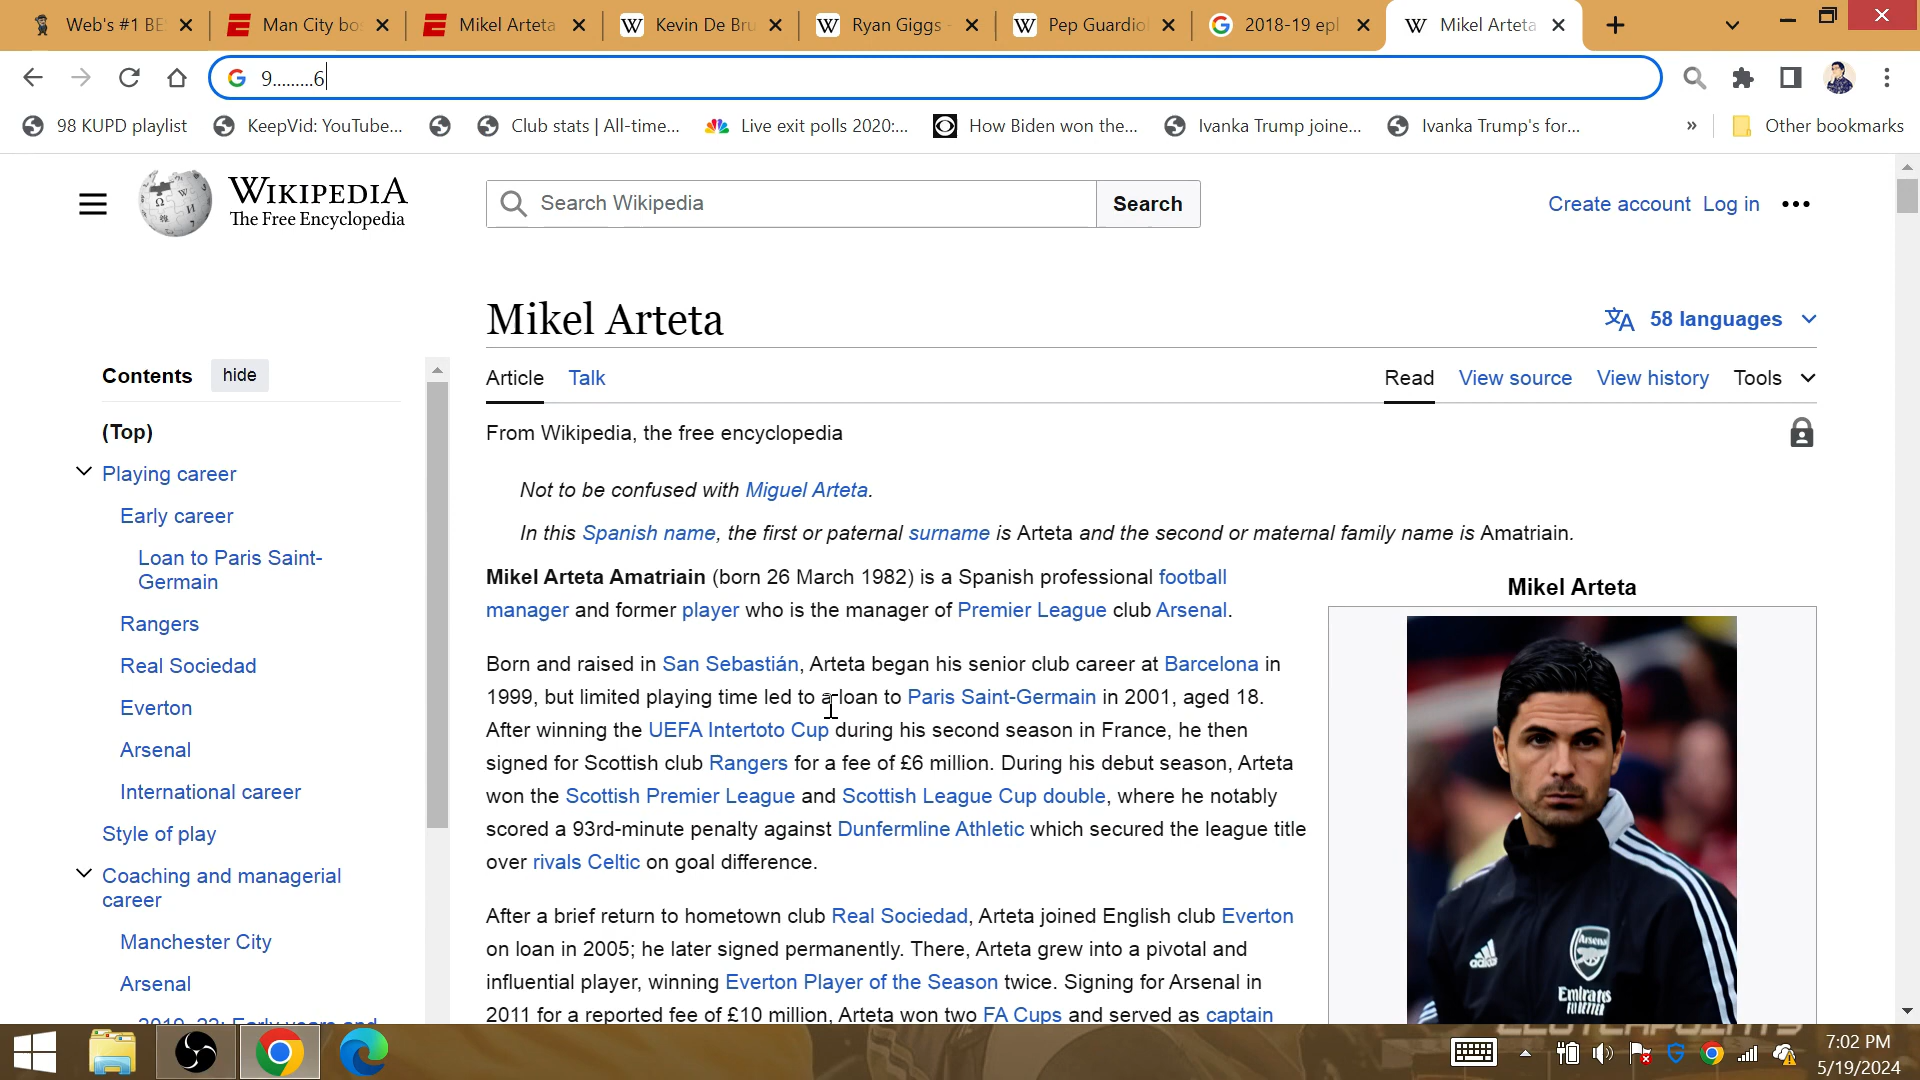 Web's #1 BE
Man City bo
Mikel Arteta
Kevin De Bru
Ryan Giggs -
Pep Guardiol
2018-19 epl
Mikel Arteta
9.........6
98 KUPD playlist
KeepVid: YouTube...
Club stats | All-time...
Live exit polls 2020:...
How Biden won the...
Ivanka Trump joine...
Ivanka Trump's for...
»
Other bookmarks
WIKIPEDIA
The Free Encyclopedia
Search Wikipedia
Search
Create account
Log in
Mikel Arteta
58 languages
Article
Talk
Read
View source
View history
Tools
From Wikipedia, the free encyclopedia
Not to be confused with Miguel Arteta.
In this Spanish name, the first or paternal surname is Arteta and the second or maternal family name is Amatriain.
Contents
hide
(Top)
Playing career
Early career
Loan to Paris Saint-
Germain
Rangers
Real Sociedad
Everton
Arsenal
International career
Style of play
Coaching and managerial
career
Manchester City
Arsenal
2019–22: Early years and
Mikel Arteta Amatriain (born 26 March 1982) is a Spanish professional football
manager and former player who is the manager of Premier League club Arsenal.
Born and raised in San Sebastián, Arteta began his senior club career at Barcelona in
1999, but limited playing time led to a loan to Paris Saint-Germain in 2001, aged 18.
After winning the UEFA Intertoto Cup during his second season in France, he then
signed for Scottish club Rangers for a fee of £6 million. During his debut season, Arteta
won the Scottish Premier League and Scottish League Cup double, where he notably
scored a 93rd-minute penalty against Dunfermline Athletic which secured the league title
over rivals Celtic on goal difference.
After a brief return to hometown club Real Sociedad, Arteta joined English club Everton
on loan in 2005; he later signed permanently. There, Arteta grew into a pivotal and
influential player, winning Everton Player of the Season twice. Signing for Arsenal in
2011 for a reported fee of £10 million, Arteta won two FA Cups and served as captain
Mikel Arteta
adidas
Arsenal
Emirates
FLY BETTER
CLUTCHPOINTS
7:02 PM
5/19/2024